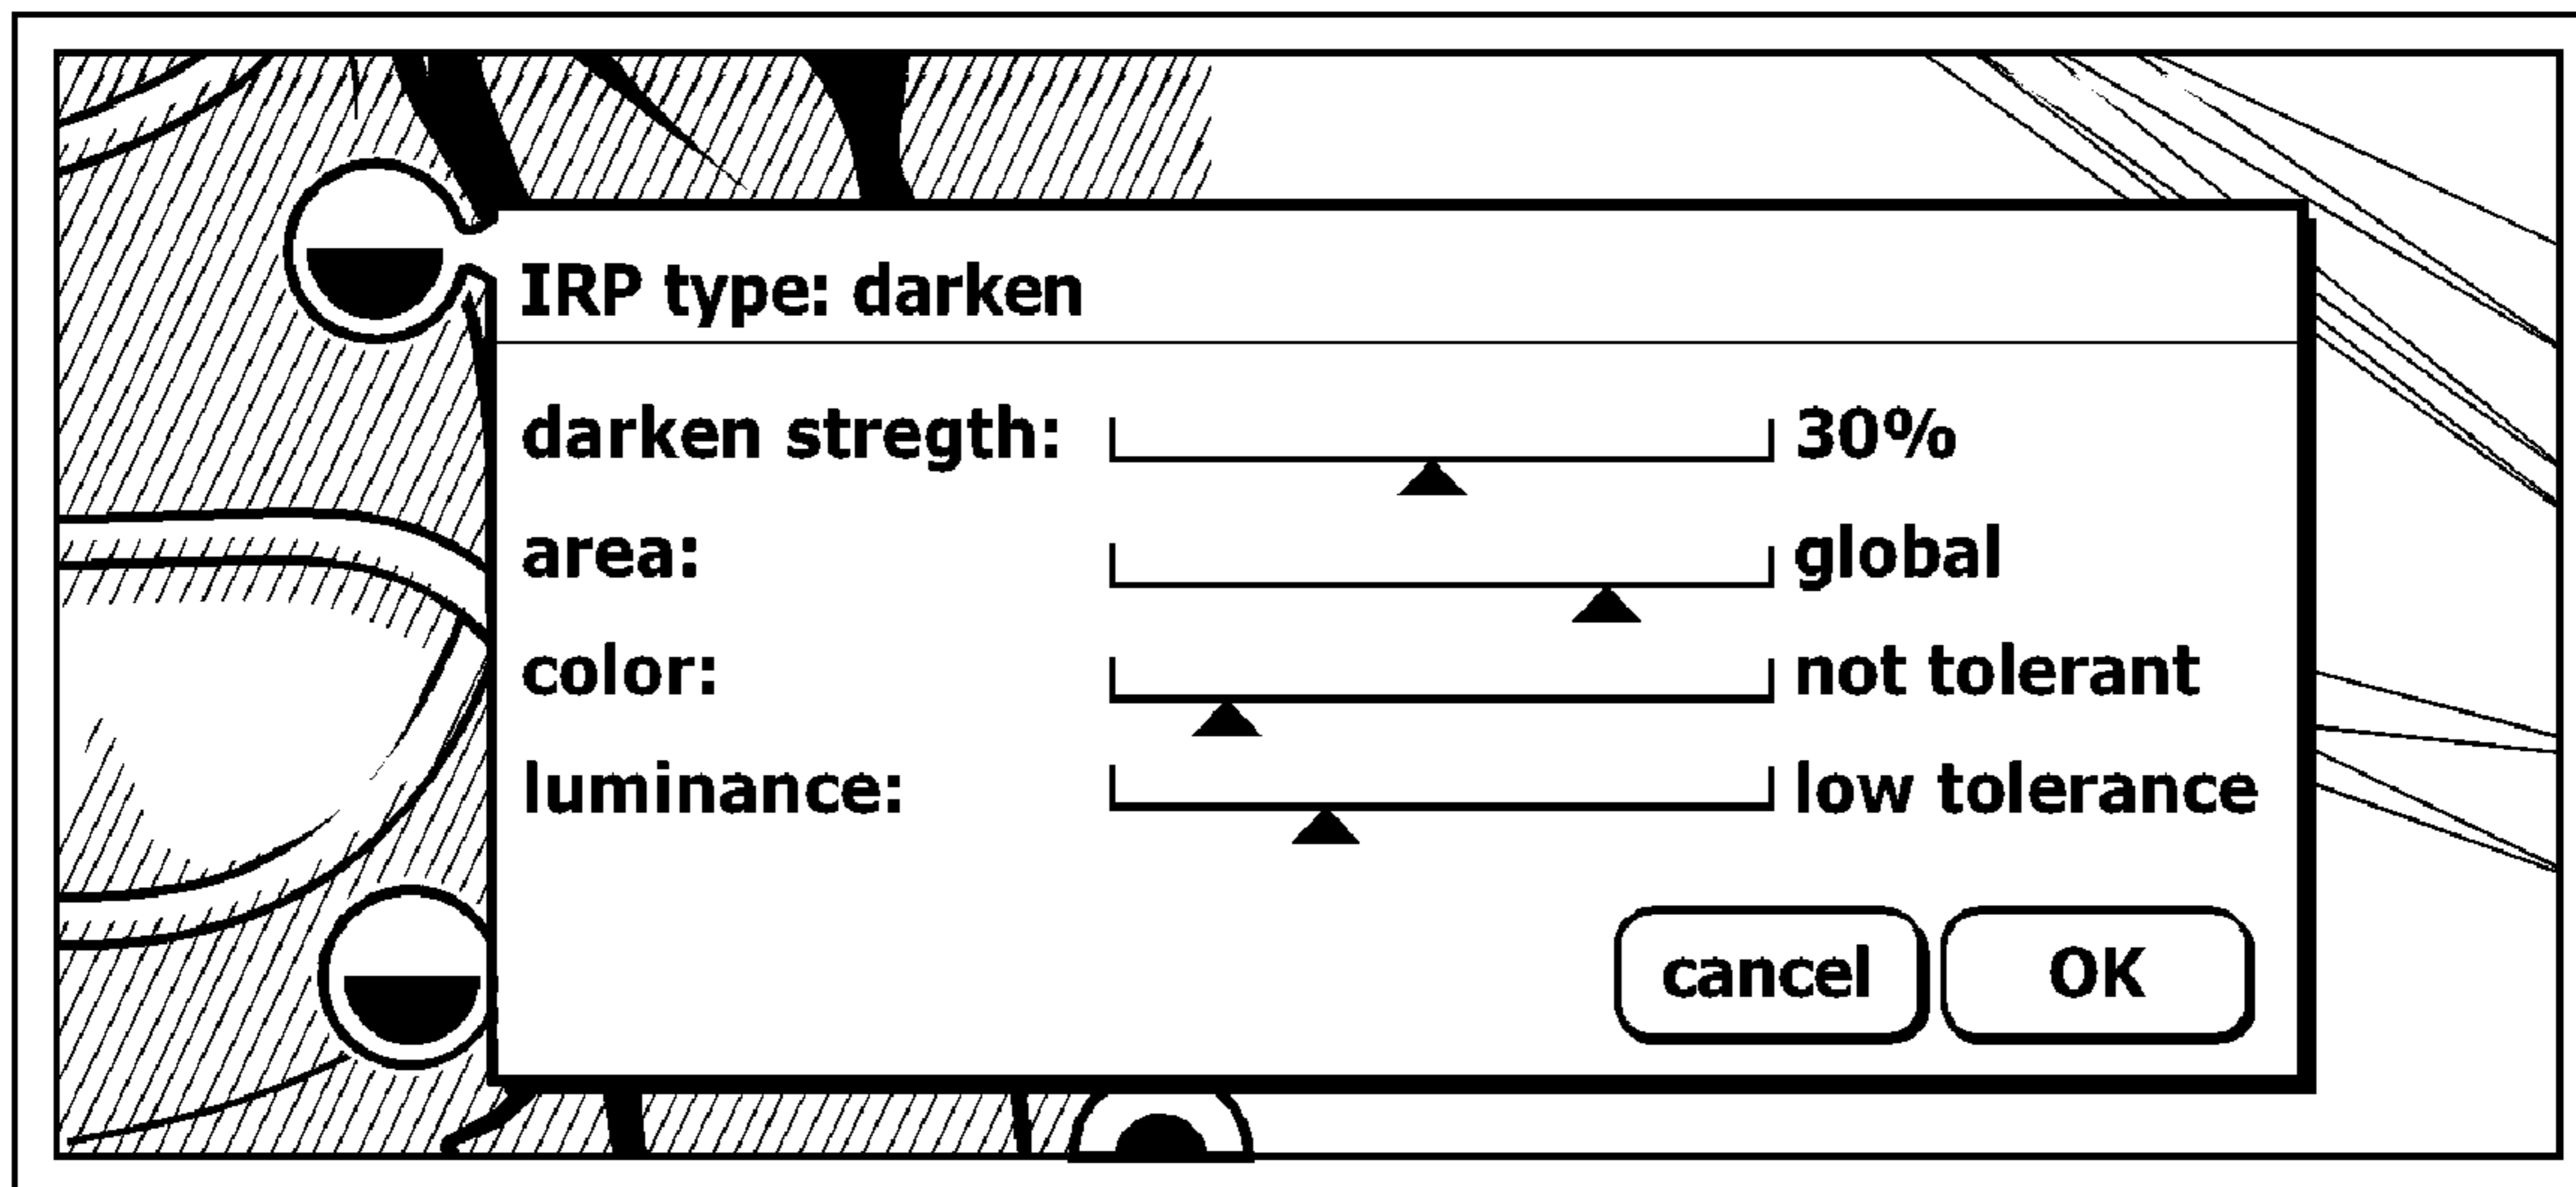 IRP type: darken
darken stregth: 30%
area: global
color: not tolerant
luminance: low tolerance
cancel OK